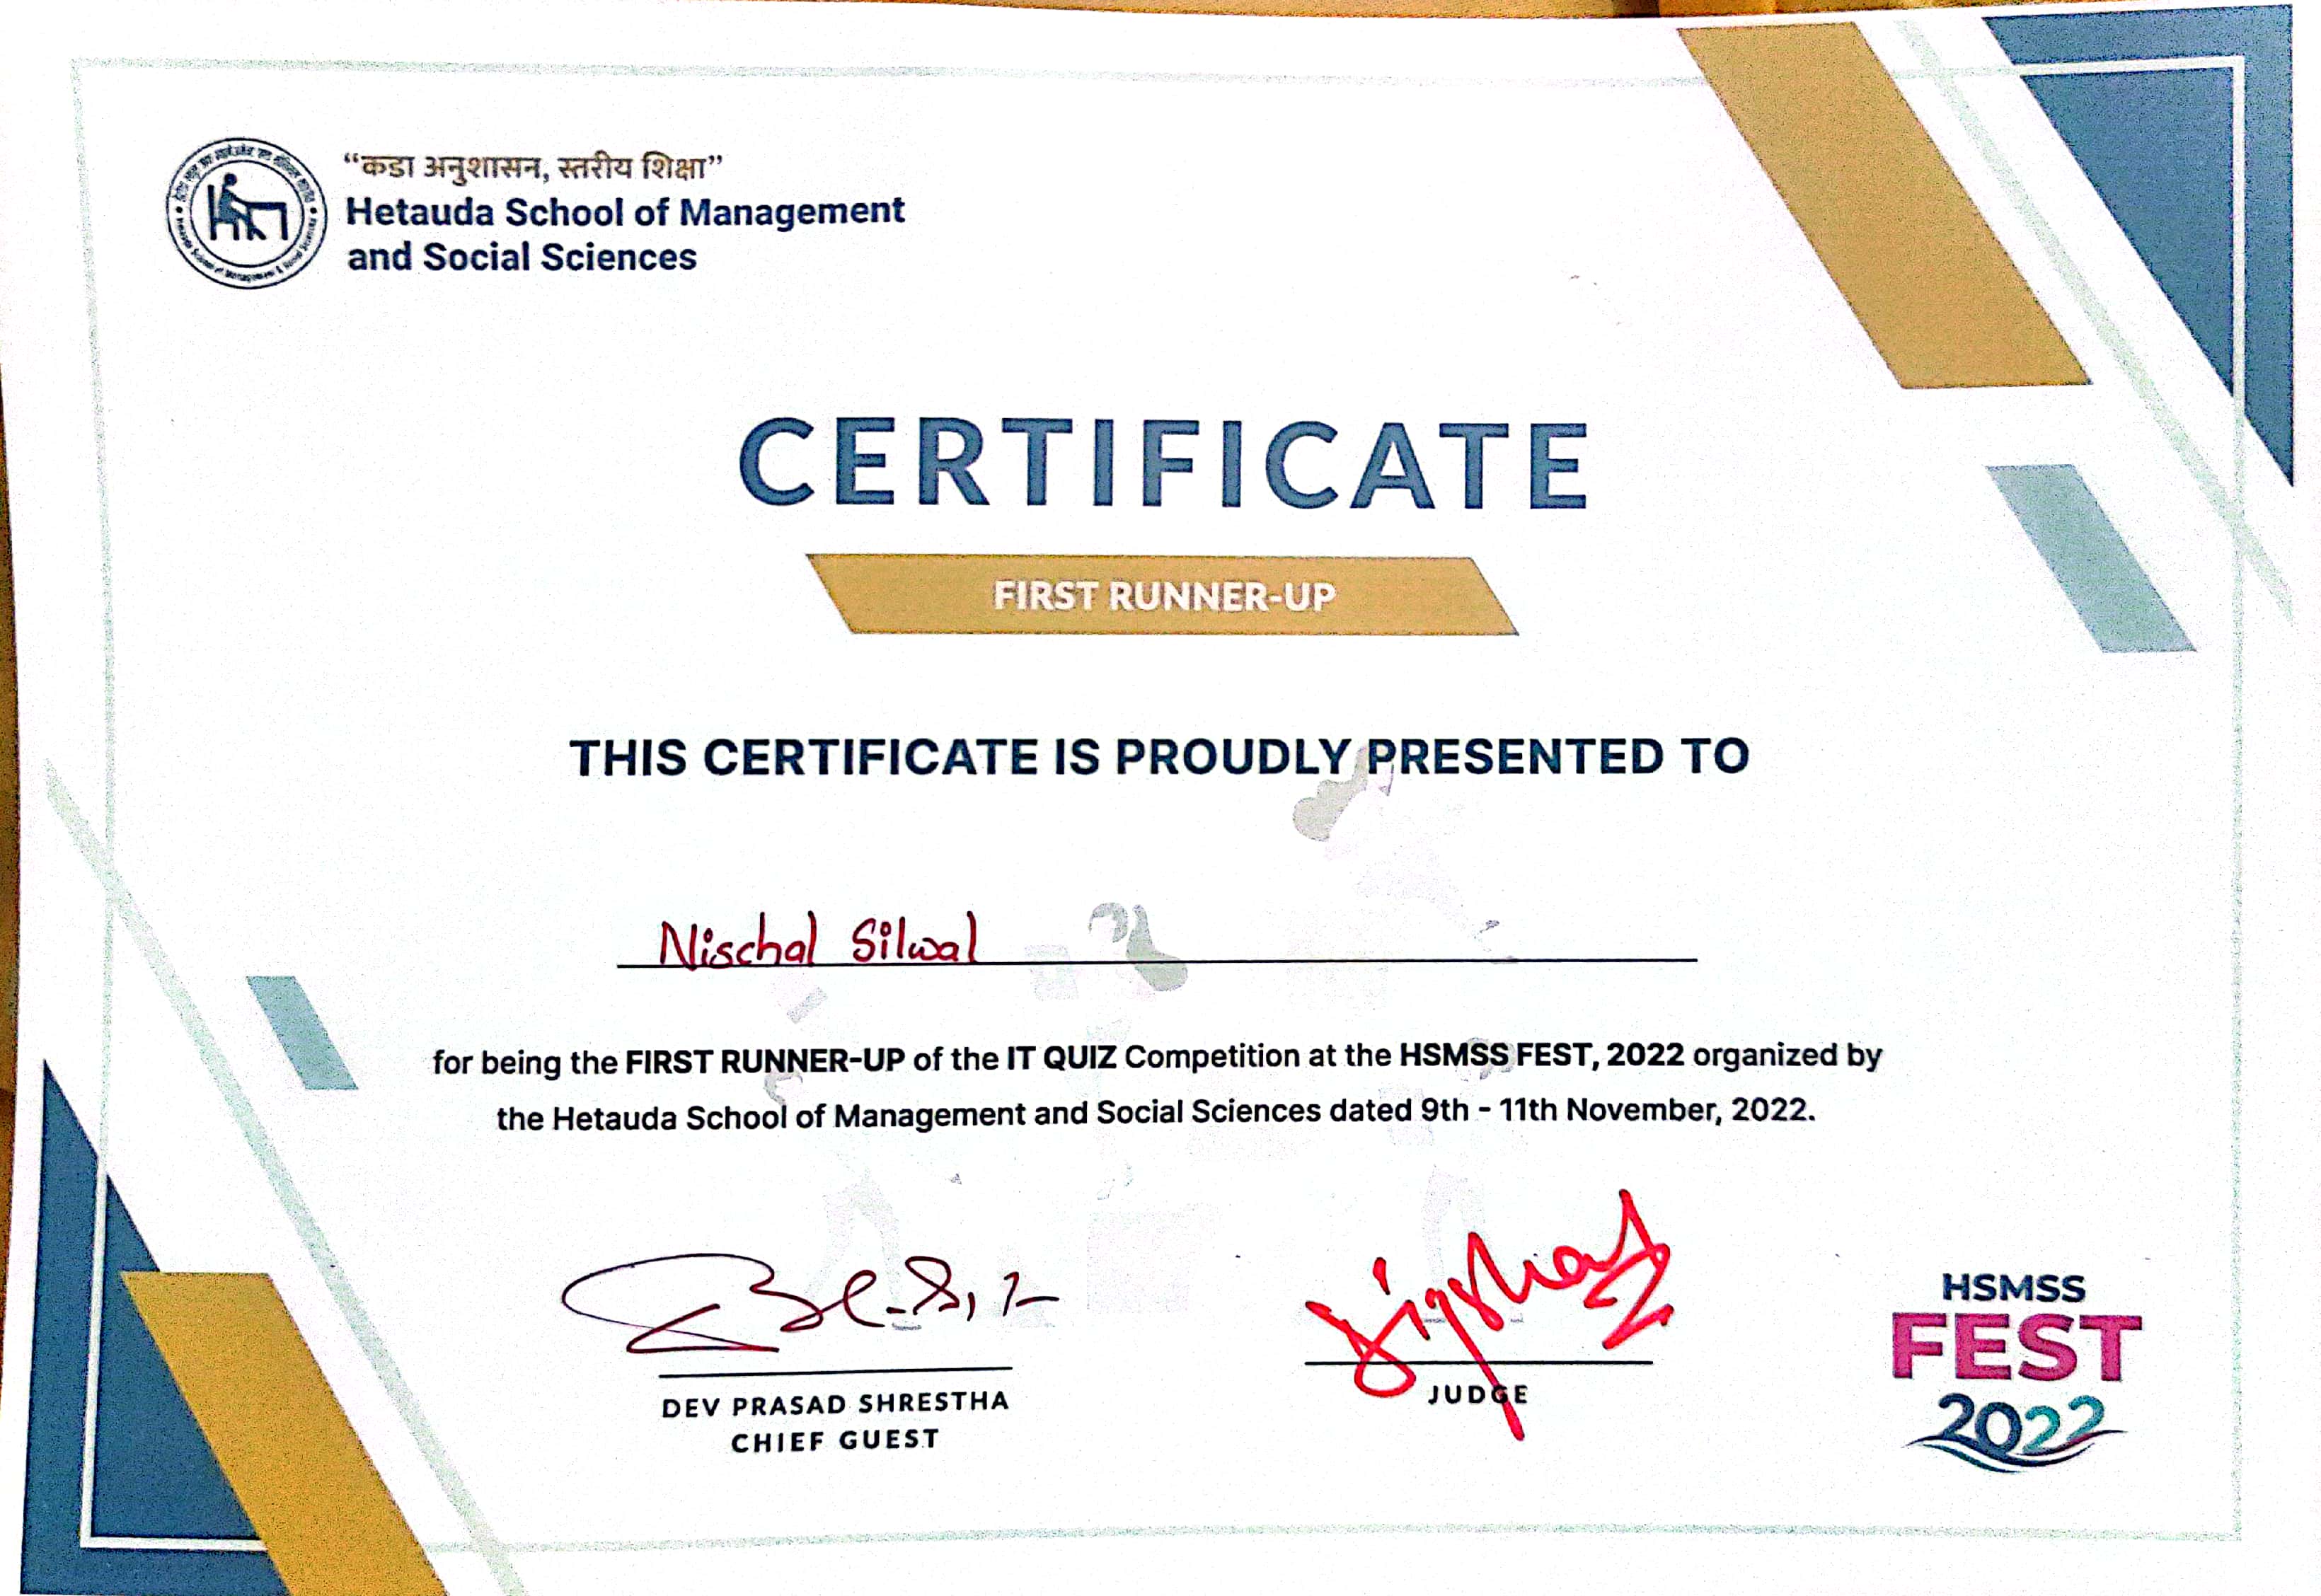 “कडा अनुशासन, स्तरीय शिक्षा”
Hetauda School of Management
and Social Sciences
CERTIFICATE
FIRST RUNNER-UP
THIS CERTIFICATE IS PROUDLY PRESENTED TO
Nischal Silwal
for being the FIRST RUNNER-UP of the IT QUIZ Competition at the HSMSS FEST, 2022 organized by
the Hetauda School of Management and Social Sciences dated 9th - 11th November, 2022.
DEV PRASAD SHRESTHA
CHIEF GUEST
JUDGE
HSMSS
FEST
2022